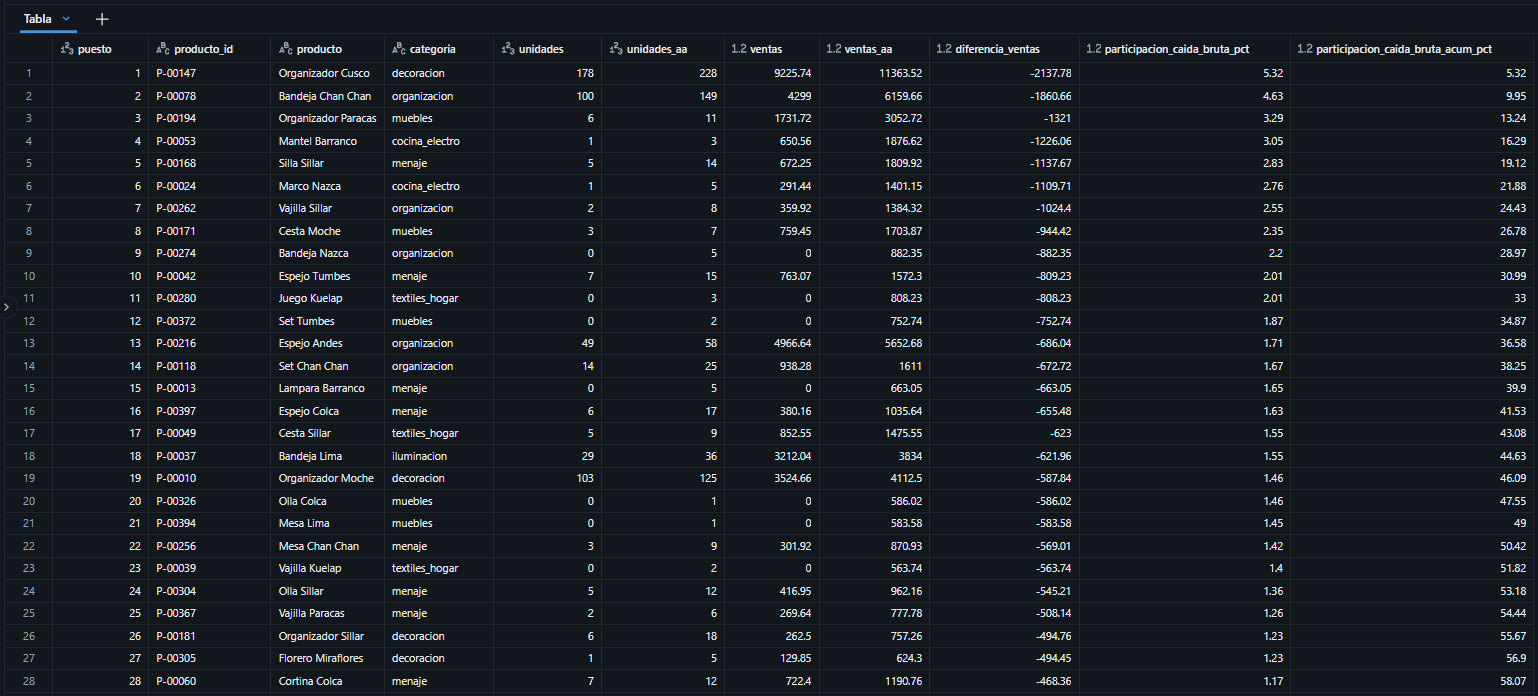 Tabla
puesto producto_id producto categoria unidades unidades_aa ventas ventas_aa diferencia_ventas participacion_caida_bruta_pct participacion_caida_bruta_acum_pct
1 1 P-00147 Organizador Cusco decoracion 178 228 9225.74 11363.52 -2137.78 5.32 5.32
2 2 P-00078 Bandeja Chan Chan organizacion 100 149 4299 6159.66 -1860.66 4.63 9.95
3 3 P-00194 Organizador Paracas muebles 6 11 1731.72 3052.72 -1321 3.29 13.24
4 4 P-00053 Mantel Barranco cocina_electro 1 3 650.56 1876.62 -1226.06 3.05 16.29
5 5 P-00168 Silla Sillar menaje 5 14 672.25 1809.92 -1137.67 2.83 19.12
6 6 P-00024 Marco Nazca cocina_electro 1 5 291.44 1401.15 -1109.71 2.76 21.88
7 7 P-00262 Vajilla Sillar organizacion 2 8 359.92 1384.32 -1024.4 2.55 24.43
8 8 P-00171 Cesta Moche muebles 3 7 759.45 1703.87 -944.42 2.35 26.78
9 9 P-00274 Bandeja Nazca organizacion 0 5 0 882.35 -882.35 2.2 28.97
10 10 P-00042 Espejo Tumbes menaje 7 15 763.07 1572.3 -809.23 2.01 30.99
11 11 P-00280 Juego Kuelap textiles_hogar 0 3 0 808.23 -808.23 2.01 33
12 12 P-00372 Set Tumbes muebles 0 2 0 752.74 -752.74 1.87 34.87
13 13 P-00216 Espejo Andes organizacion 49 58 4966.64 5652.68 -686.04 1.71 36.58
14 14 P-00118 Set Chan Chan organizacion 14 25 938.28 1611 -672.72 1.67 38.25
15 15 P-00013 Lampara Barranco menaje 0 5 0 663.05 -663.05 1.65 39.9
16 16 P-00397 Espejo Colca menaje 6 17 380.16 1035.64 -655.48 1.63 41.53
17 17 P-00049 Cesta Sillar textiles_hogar 5 9 852.55 1475.55 -623 1.55 43.08
18 18 P-00037 Bandeja Lima iluminacion 29 36 3212.04 3834 -621.96 1.55 44.63
19 19 P-00010 Organizador Moche decoracion 103 125 3524.66 4112.5 -587.84 1.46 46.09
20 20 P-00326 Olla Colca muebles 0 1 0 586.02 -586.02 1.46 47.55
21 21 P-00394 Mesa Lima muebles 0 1 0 583.58 -583.58 1.45 49
22 22 P-00256 Mesa Chan Chan menaje 3 9 301.92 870.93 -569.01 1.42 50.42
23 23 P-00039 Vajilla Kuelap textiles_hogar 0 2 0 563.74 -563.74 1.4 51.82
24 24 P-00304 Olla Sillar menaje 5 12 416.95 962.16 -545.21 1.36 53.18
25 25 P-00367 Vajilla Paracas menaje 2 6 269.64 777.78 -508.14 1.26 54.44
26 26 P-00181 Organizador Sillar decoracion 6 18 262.5 757.26 -494.76 1.23 55.67
27 27 P-00305 Florero Miraflores decoracion 1 5 129.85 624.3 -494.45 1.23 56.9
28 28 P-00060 Cortina Colca menaje 7 12 722.4 1190.76 -468.36 1.17 58.07